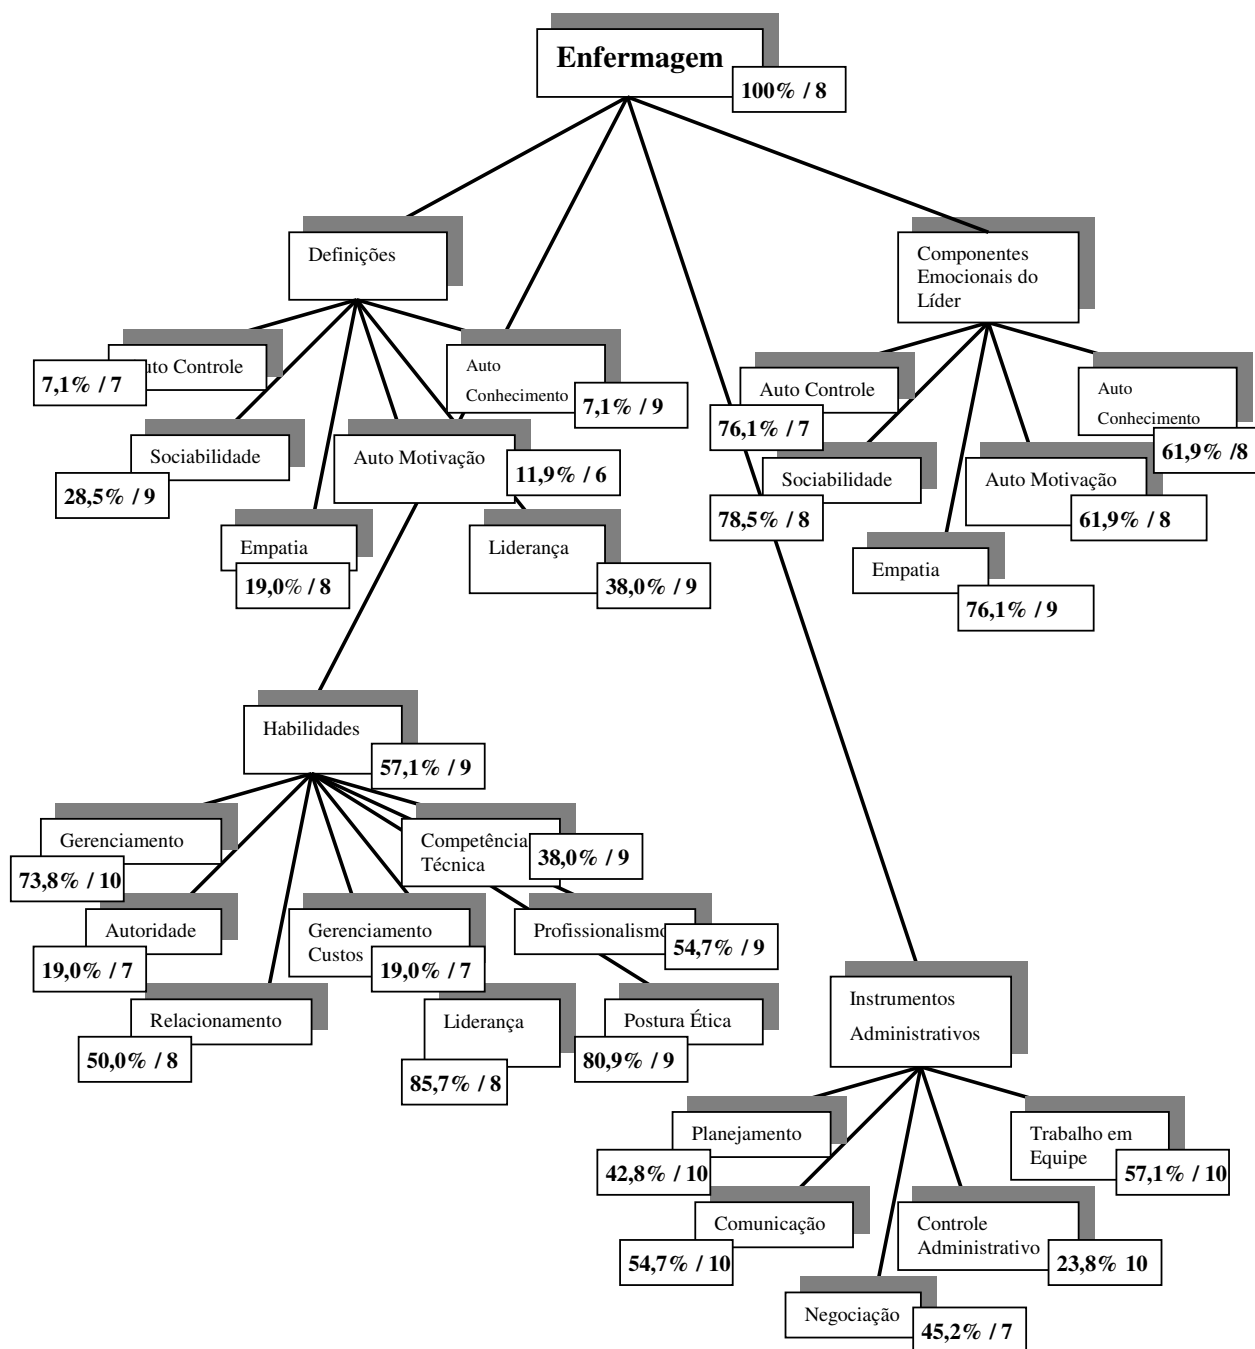 Enfermagem
100% / 8
Definições
Componentes
Emocionais do
Líder
uto Controle
7,1% / 7
Auto
Conhecimento
7,1% / 9
Sociabilidade
28,5% / 9
Auto Motivação
11,9% / 6
Empatia
19,0% / 8
Liderança
38,0% / 9
Auto Controle
76,1% / 7
Auto
Conhecimento
61,9% /8
Sociabilidade
78,5% / 8
Auto Motivação
61,9% / 8
Empatia
76,1% / 9
Habilidades
57,1% / 9
Gerenciamento
73,8% / 10
Competência
Técnica
38,0% / 9
Autoridade
19,0% / 7
Gerenciamento
Custos
19,0% / 7
Profissionalismo
54,7% / 9
Relacionamento
50,0% / 8
Liderança
85,7% / 8
Postura Ética
80,9% / 9
Instrumentos
Administrativos
Planejamento
42,8% / 10
Trabalho em
Equipe
57,1% / 10
Comunicação
54,7% / 10
Controle
Administrativo
23,8% 10
Negociação
45,2% / 7